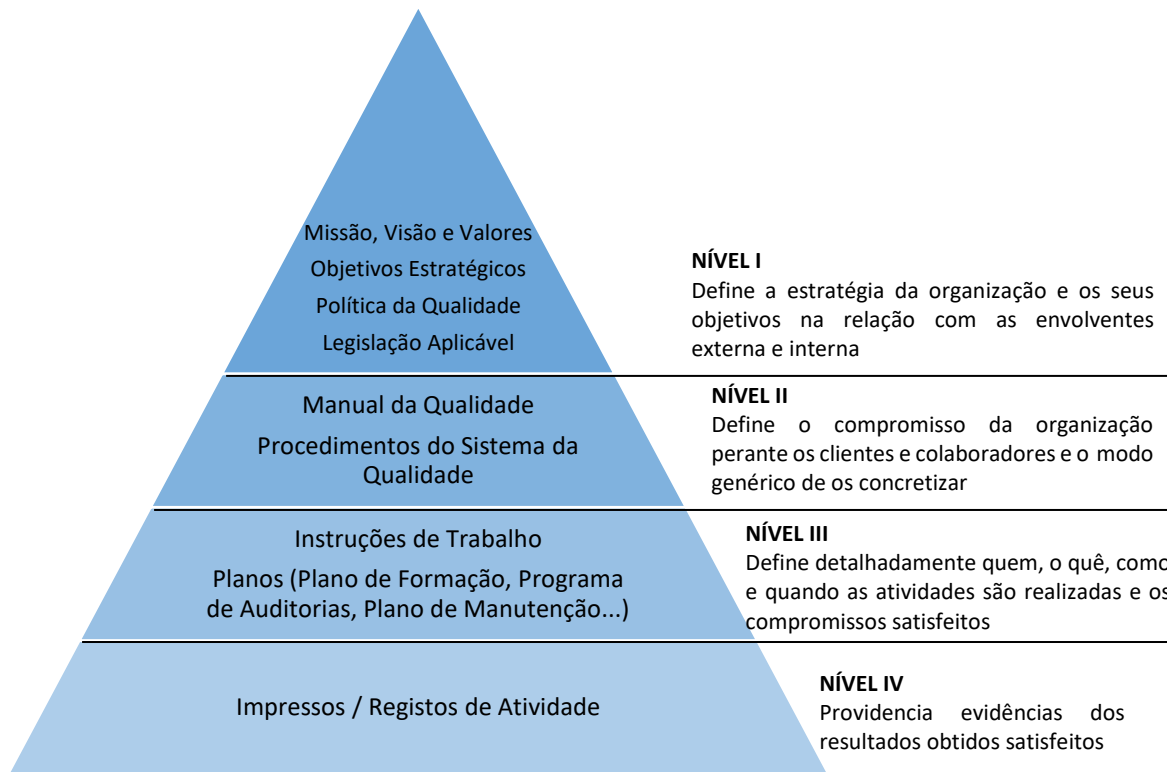 Missão, Visão e Valores
Objetivos Estratégicos
Política da Qualidade
Legislação Aplicável
NÍVEL I
Define a estratégia da organização e os seus
objetivos na relação com as envolventes
externa e interna
Manual da Qualidade
Procedimentos do Sistema da
Qualidade
NÍVEL II
Define o compromisso da organização
perante os clientes e colaboradores e o modo
genérico de os concretizar
Instruções de Trabalho
Planos (Plano de Formação, Programa
de Auditorias, Plano de Manutenção...)
NÍVEL III
Define detalhadamente quem, o quê, como
e quando as atividades são realizadas e os
compromissos satisfeitos
Impressos / Registos de Atividade
NÍVEL IV
Providencia evidências dos
resultados obtidos satisfeitos